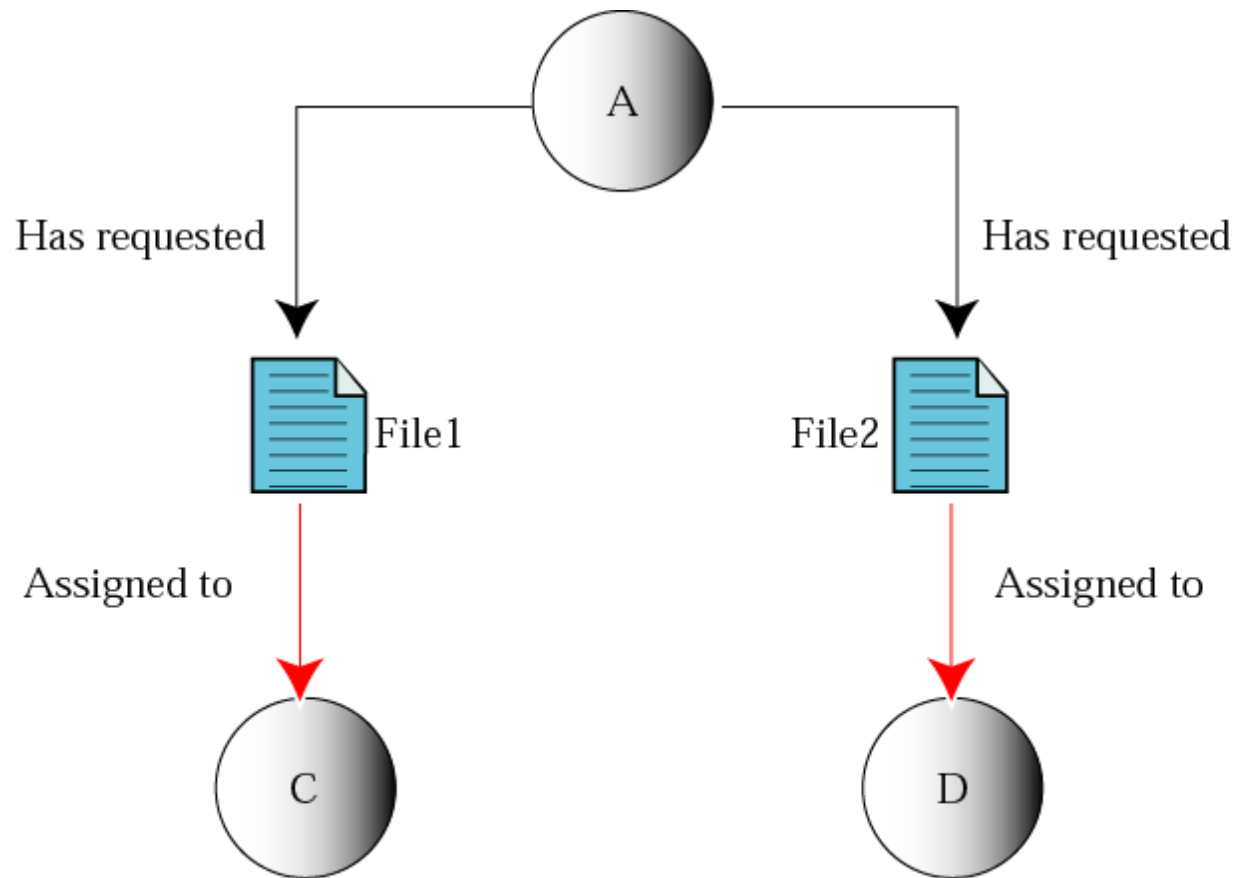 A
Has requested
Has requested
File1
File2
Assigned to
Assigned to
C
D